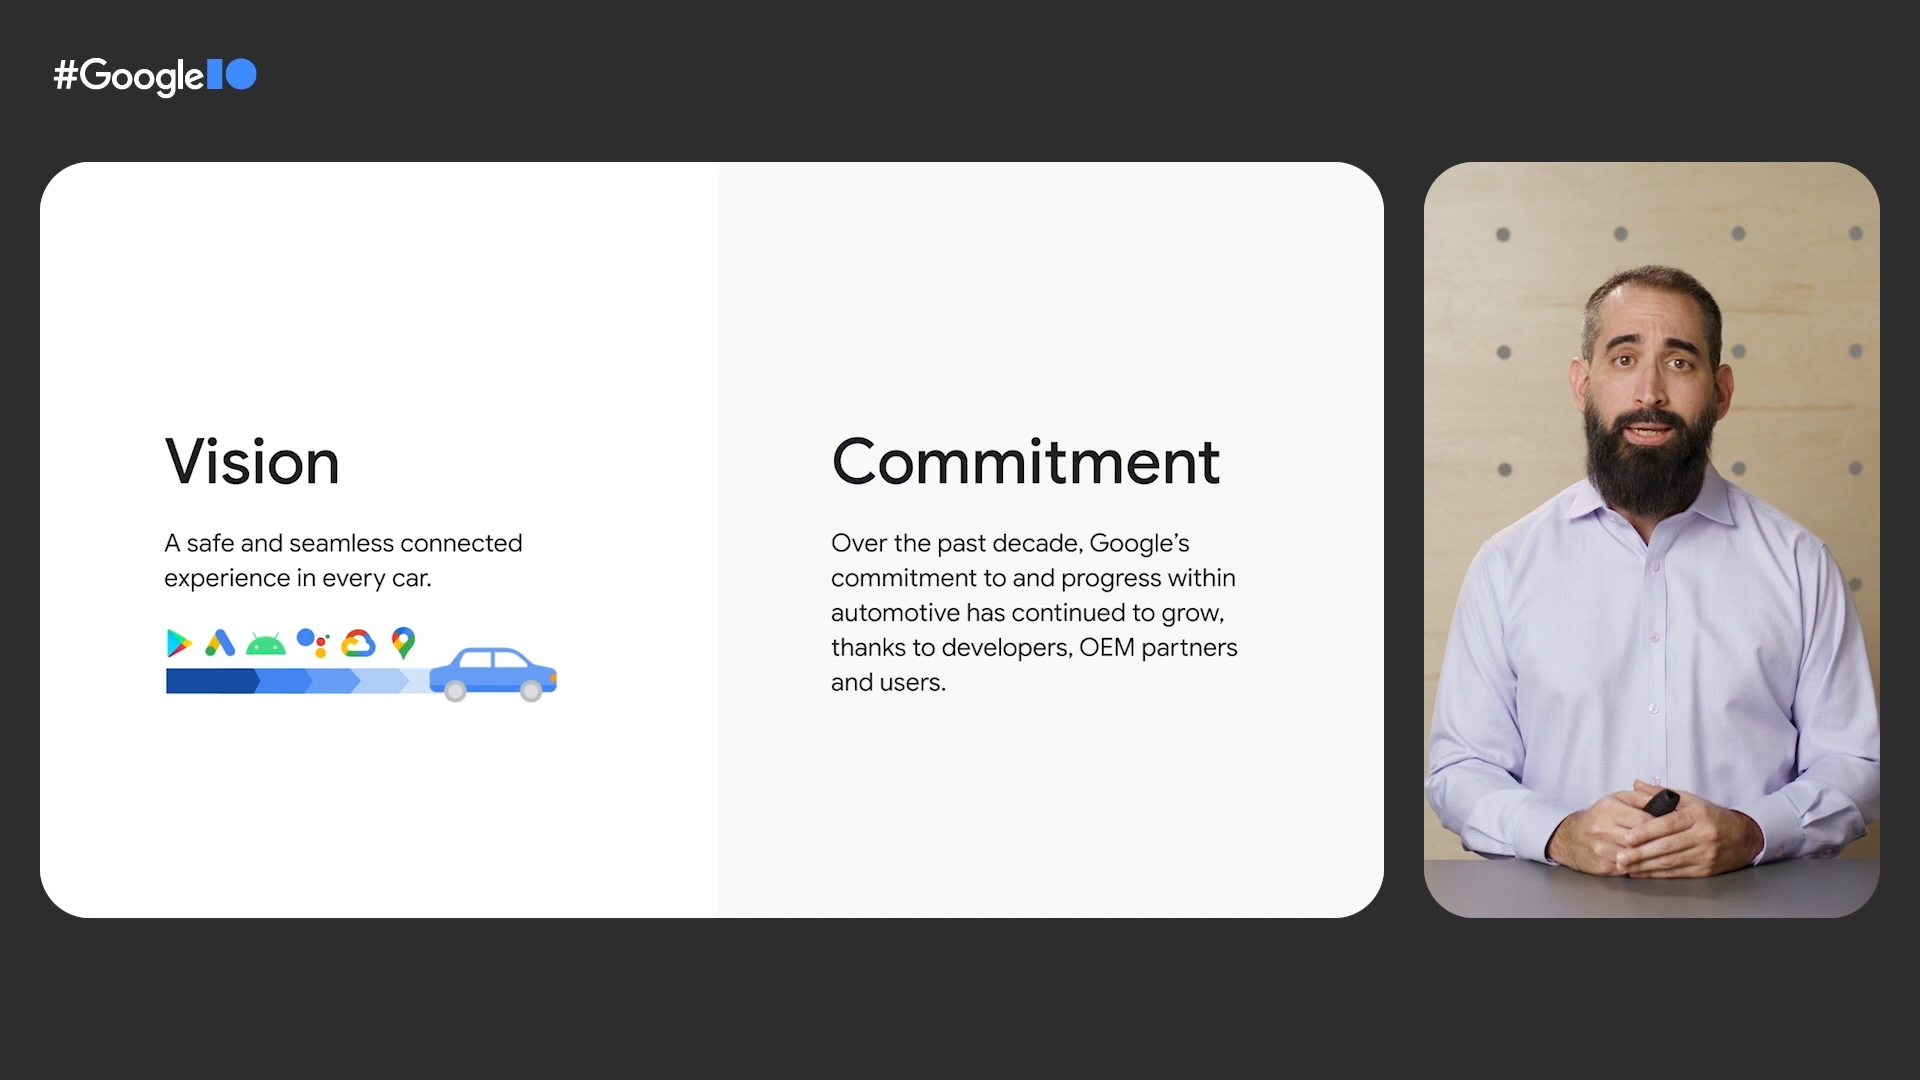 #GoogleIO
Vision
A safe and seamless connected
experience in every car.
Commitment
Over the past decade, Google’s
commitment to and progress within
automotive has continued to grow,
thanks to developers, OEM partners
and users.